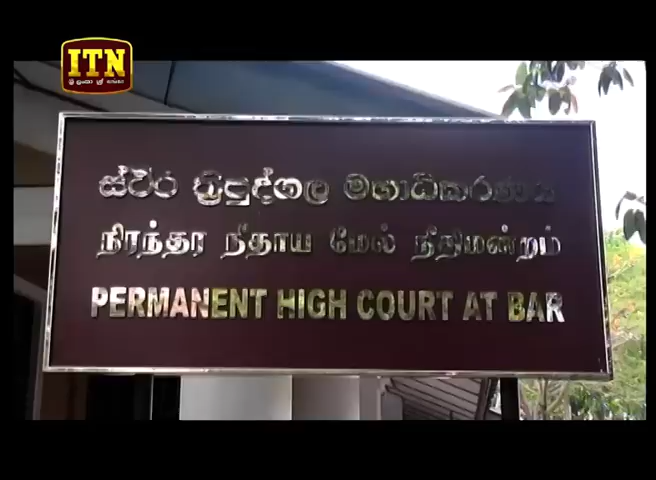 ITN
ස්ථිර ත්‍රිපුද්ගල මහාධිකරණය
நிரந்தர நீதாய மேல் நீதிமன்றம்
PERMANENT HIGH COURT AT BAR